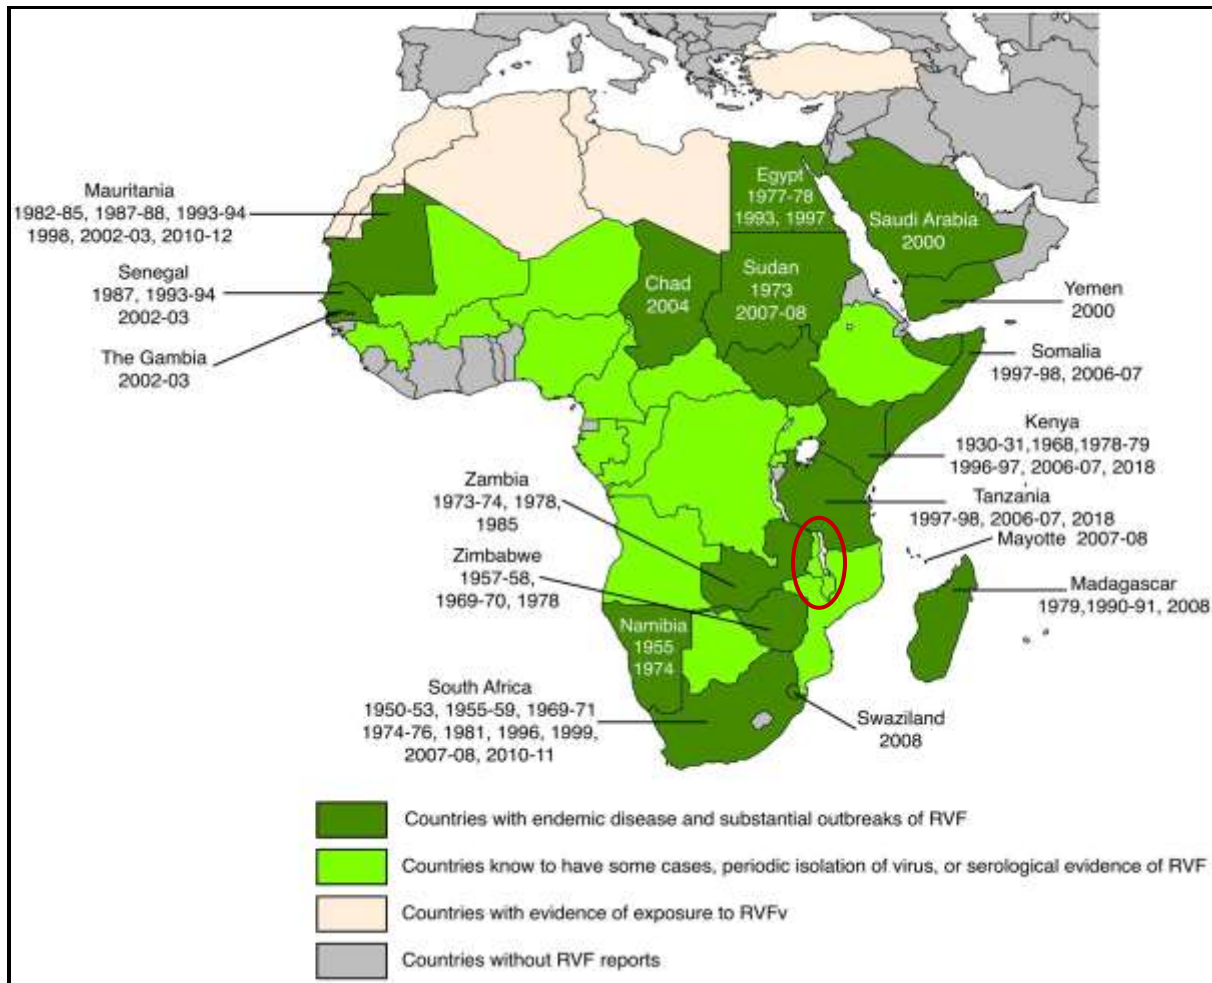 Mauritania
1982-85, 1987-88, 1993-94
1998, 2002-03, 2010-12
Senegal
1987, 1993-94
2002-03
The Gambia
2002-03
Egypt
1977-78
1993, 1997
Saudi Arabia
2000
Chad
2004
Sudan
1973
2007-08
Yemen
2000
Somalia
1997-98, 2006-07
Kenya
1930-31,1968,1978-79
1996-97, 2006-07, 2018
Zambia
1973-74, 1978,
1985
Tanzania
1997-98, 2006-07, 2018
Mayotte 2007-08
Zimbabwe
1957-58,
1969-70, 1978
Madagascar
1979,1990-91, 2008
Namibia
1955
1974
South Africa
1950-53, 1955-59, 1969-71
1974-76, 1981, 1996, 1999,
2007-08, 2010-11
Swaziland
2008
Countries with endemic disease and substantial outbreaks of RVF
Countries know to have some cases, periodic isolation of virus, or serological evidence of RVF
Countries with evidence of exposure to RVFv
Countries without RVF reports